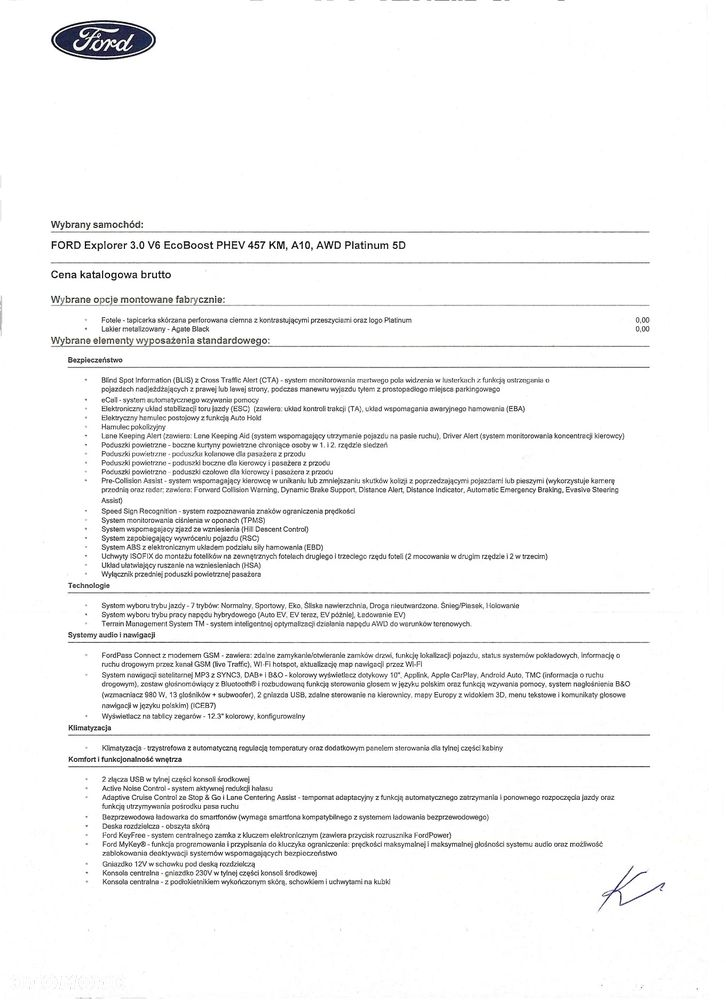 Ford
Wybrany samochód:
FORD Explorer 3.0 V6 EcoBoost PHEV 457 KM, A10, AWD Platinum 5D
Cena katalogowa brutto
Wybrane opcje montowane fabrycznie:
• Fotele - tapicerka skórzana perforowana ciemna z kontrastującymi przeszyciami oraz logo Platinum 0,00
• Lakier metalizowany - Agate Black 0,00
Wybrane elementy wyposażenia standardowego:
Bezpieczeństwo
• Blind Spot Information (BLIS) z Cross Traffic Alert (CTA) - system monitorowania martwego pola widzenia w lusterkach z funkcją ostrzegania o
pojazdach nadjeżdżających z prawej lub lewej strony, podczas manewru wyjazdu tyłem z prostopadłego miejsca parkingowego
• eCall - system automatycznego wzywania pomocy
• Elektroniczny układ stabilizacji toru jazdy (ESC) (zawiera: układ kontroli trakcji (TA), układ wspomagania awaryjnego hamowania (EBA)
• Elektryczny hamulec postojowy z funkcją Auto Hold
• Hamulec pokolizyjny
• Lane Keeping Alert (zawiera: Lane Keeping Aid (system wspomagający utrzymanie pojazdu na pasie ruchu), Driver Alert (system monitorowania koncentracji kierowcy)
• Poduszki powietrzne - boczne kurtyny powietrzne chroniące osoby w 1. i 2. rzędzie siedzeń
• Poduszki powietrzne - poduszka kolanowa dla pasażera z przodu
• Poduszki powietrzne - poduszki boczne dla kierowcy i pasażera z przodu
• Poduszki powietrzne - poduszki czołowe dla kierowcy i pasażera z przodu
• Pre-Collision Assist - system wspomagający kierowcę w unikaniu lub zmniejszaniu skutków kolizji z poprzedzającymi pojazdami lub pieszymi (wykorzystuje kamerę
przednią oraz radar; zawiera: Forward Collision Warning, Dynamic Brake Support, Distance Alert, Distance Indicator, Automatic Emergency Braking, Evasive Steering
Assist)
• Speed Sign Recognition - system rozpoznawania znaków ograniczenia prędkości
• System monitorowania ciśnienia w oponach (TPMS)
• System wspomagający zjazd ze wzniesienia (Hill Descent Control)
• System zapobiegający wywróceniu pojazdu (RSC)
• System ABS z elektronicznym układem podziału siły hamowania (EBD)
• Uchwyty ISOFIX do montażu fotelików na zewnętrznych fotelach drugiego i trzeciego rzędu foteli (2 mocowania w drugim rzędzie i 2 w trzecim)
• Układ ułatwiający ruszanie na wzniesieniach (HSA)
• Wyłącznik przedniej poduszki powietrznej pasażera
Technologie
• System wyboru trybu jazdy - 7 trybów: Normalny, Sportowy, Eko, Śliska nawierzchnia, Droga nieutwardzona, Śnieg/Piasek, Holowanie
• System wyboru trybu pracy napędu hybrydowego (Auto EV, EV teraz, EV później, Ładowanie EV)
• Terrain Management System TM - system inteligentnej optymalizacji działania napędu AWD do warunków terenowych.
Systemy audio i nawigacji
• FordPass Connect z modemem GSM - zawiera: zdalne zamykanie/otwieranie zamków drzwi, funkcję lokalizacji pojazdu, status systemów pokładowych, informację o
ruchu drogowym przez kanał GSM (live Traffic), Wi-Fi hotspot, aktualizację map nawigacji przez Wi-Fi
• System nawigacji satelitarnej MP3 z SYNC3, DAB+ i B&O - kolorowy wyświetlacz dotykowy 10", Applink, Apple CarPlay, Android Auto, TMC (informacja o ruchu
drogowym), zestaw głośnomówiący z Bluetooth® i rozbudowaną funkcją sterowania głosem w języku polskim oraz funkcją wzywania pomocy, system nagłośnienia B&O
(wzmacniacz 980 W, 13 głośników + subwoofer), 2 gniazda USB, zdalne sterowanie na kierownicy, mapy Europy z widokiem 3D, menu tekstowe i komunikaty głosowe
nawigacji w języku polskim) (ICEB7)
• Wyświetlacz na tablicy zegarów - 12.3" kolorowy, konfigurowalny
Klimatyzacja
• Klimatyzacja - trzystrefowa z automatyczną regulacją temperatury oraz dodatkowym panelem sterowania dla tylnej części kabiny
Komfort i funkcjonalność wnętrza
• 2 złącza USB w tylnej części konsoli środkowej
• Active Noise Control - system aktywnej redukcji hałasu
• Adaptive Cruise Control ze Stop & Go i Lane Centering Assist - tempomat adaptacyjny z funkcją automatycznego zatrzymania i ponownego rozpoczęcia jazdy oraz
funkcją utrzymywania pośrodku pasa ruchu
• Bezprzewodowa ładowarka do smartfonów (wymaga smartfona kompatybilnego z systemem ładowania bezprzewodowego)
• Deska rozdzielcza - obszyta skórą
• Ford KeyFree - system centralnego zamka z kluczem elektronicznym (zawiera przycisk rozrusznika FordPower)
• Ford MyKey® - funkcja programowania i przypisania do kluczyka ograniczenia: prędkości maksymalnej i maksymalnej głośności systemu audio oraz możliwość
zablokowania deaktywacji systemów wspomagających bezpieczeństwo
• Gniazdko 12V w schowku pod deską rozdzielczą
• Konsola centralna - gniazdko 230V w tylnej części konsoli środkowej
• Konsola centralna - z podłokietnikiem wykończonym skórą, schowkiem i uchwytami na kubki